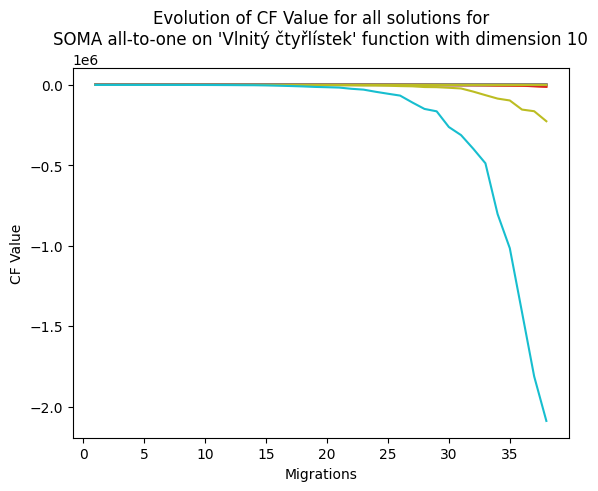 Evolution of CF Value for all solutions for
SOMA all-to-one on 'Vlnitý čtyřlístek' function with dimension 10
1e6
0.0
−0.5
−1.0
−1.5
−2.0
CF Value
0 5 10 15 20 25 30 35
Migrations